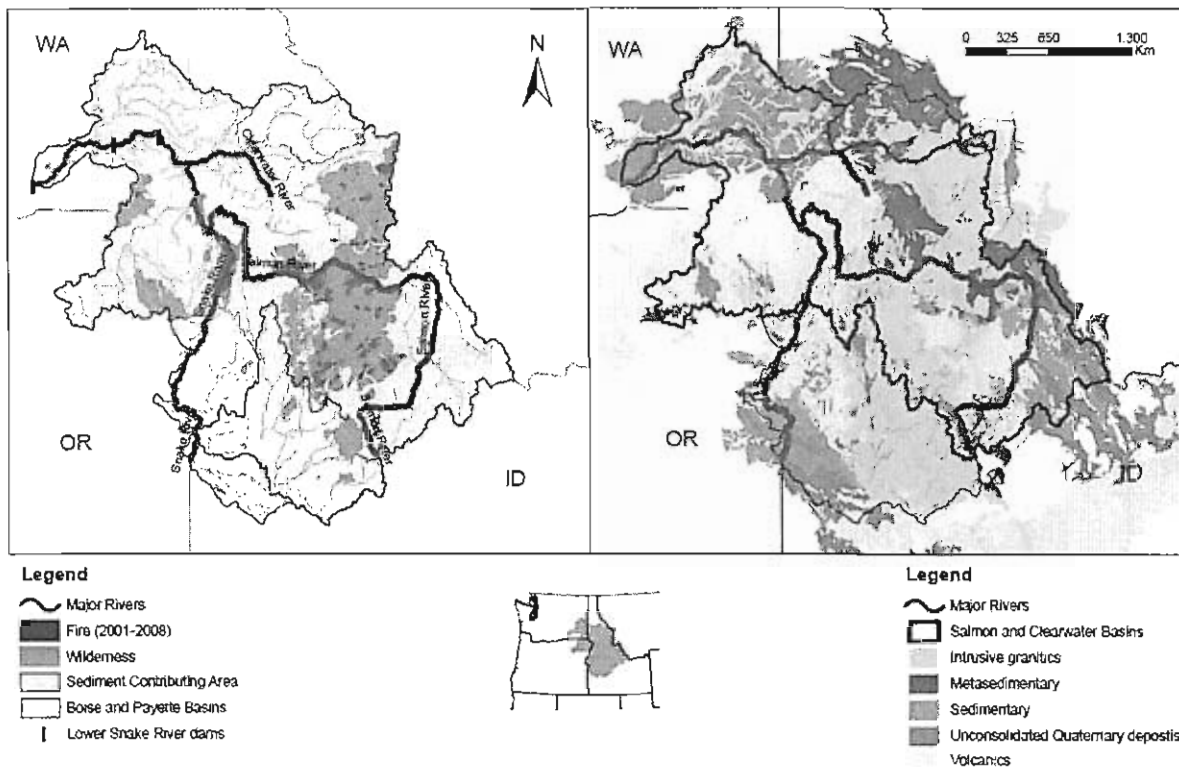 WA
N
Clearwater River
Salmon River
Snake River
Salmon River
OR
Snake River
ID
WA
0 325 650 1.300
Km
OR
ID
Legend
Major Rivers
Fire (2001-2008)
Wilderness
Sediment Contributing Area
Boise and Payette Basins
Lower Snake River dams
Legend
Major Rivers
Salmon and Clearwater Basins
Intrusive granitics
Metasedimentary
Sedimentary
Unconsolidated Quaternary depostis
Volcanics